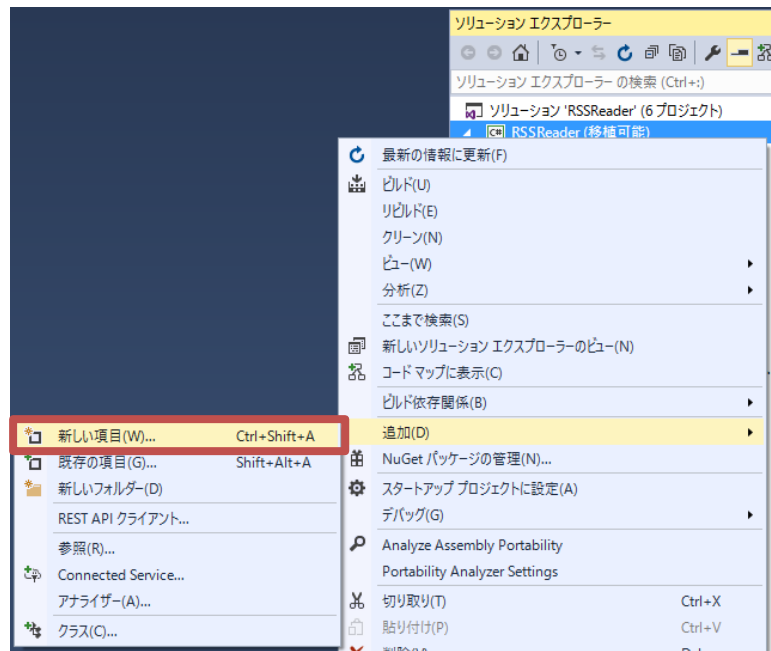 ソリューション エクスプローラー
ソリューション エクスプローラー の検索 (Ctrl+:)
ソリューション 'RSSReader' (6 プロジェクト)
C# RSSReader (移植可能)
最新の情報に更新(F)
ビルド(U)
リビルド(E)
クリーン(N)
ビュー(W)
分析(Z)
ここまで検索(S)
新しいソリューション エクスプローラーのビュー(N)
コード マップに表示(C)
ビルド依存関係(B)
追加(D)
NuGet パッケージの管理(N)...
スタートアップ プロジェクトに設定(A)
デバッグ(G)
Analyze Assembly Portability
Portability Analyzer Settings
切り取り(T) Ctrl+X
貼り付け(P) Ctrl+V
新しい項目(W)... Ctrl+Shift+A
既存の項目(G)... Shift+Alt+A
新しいフォルダー(D)
REST API クライアント...
参照(R)...
Connected Service...
アナライザー(A)...
クラス(C)...